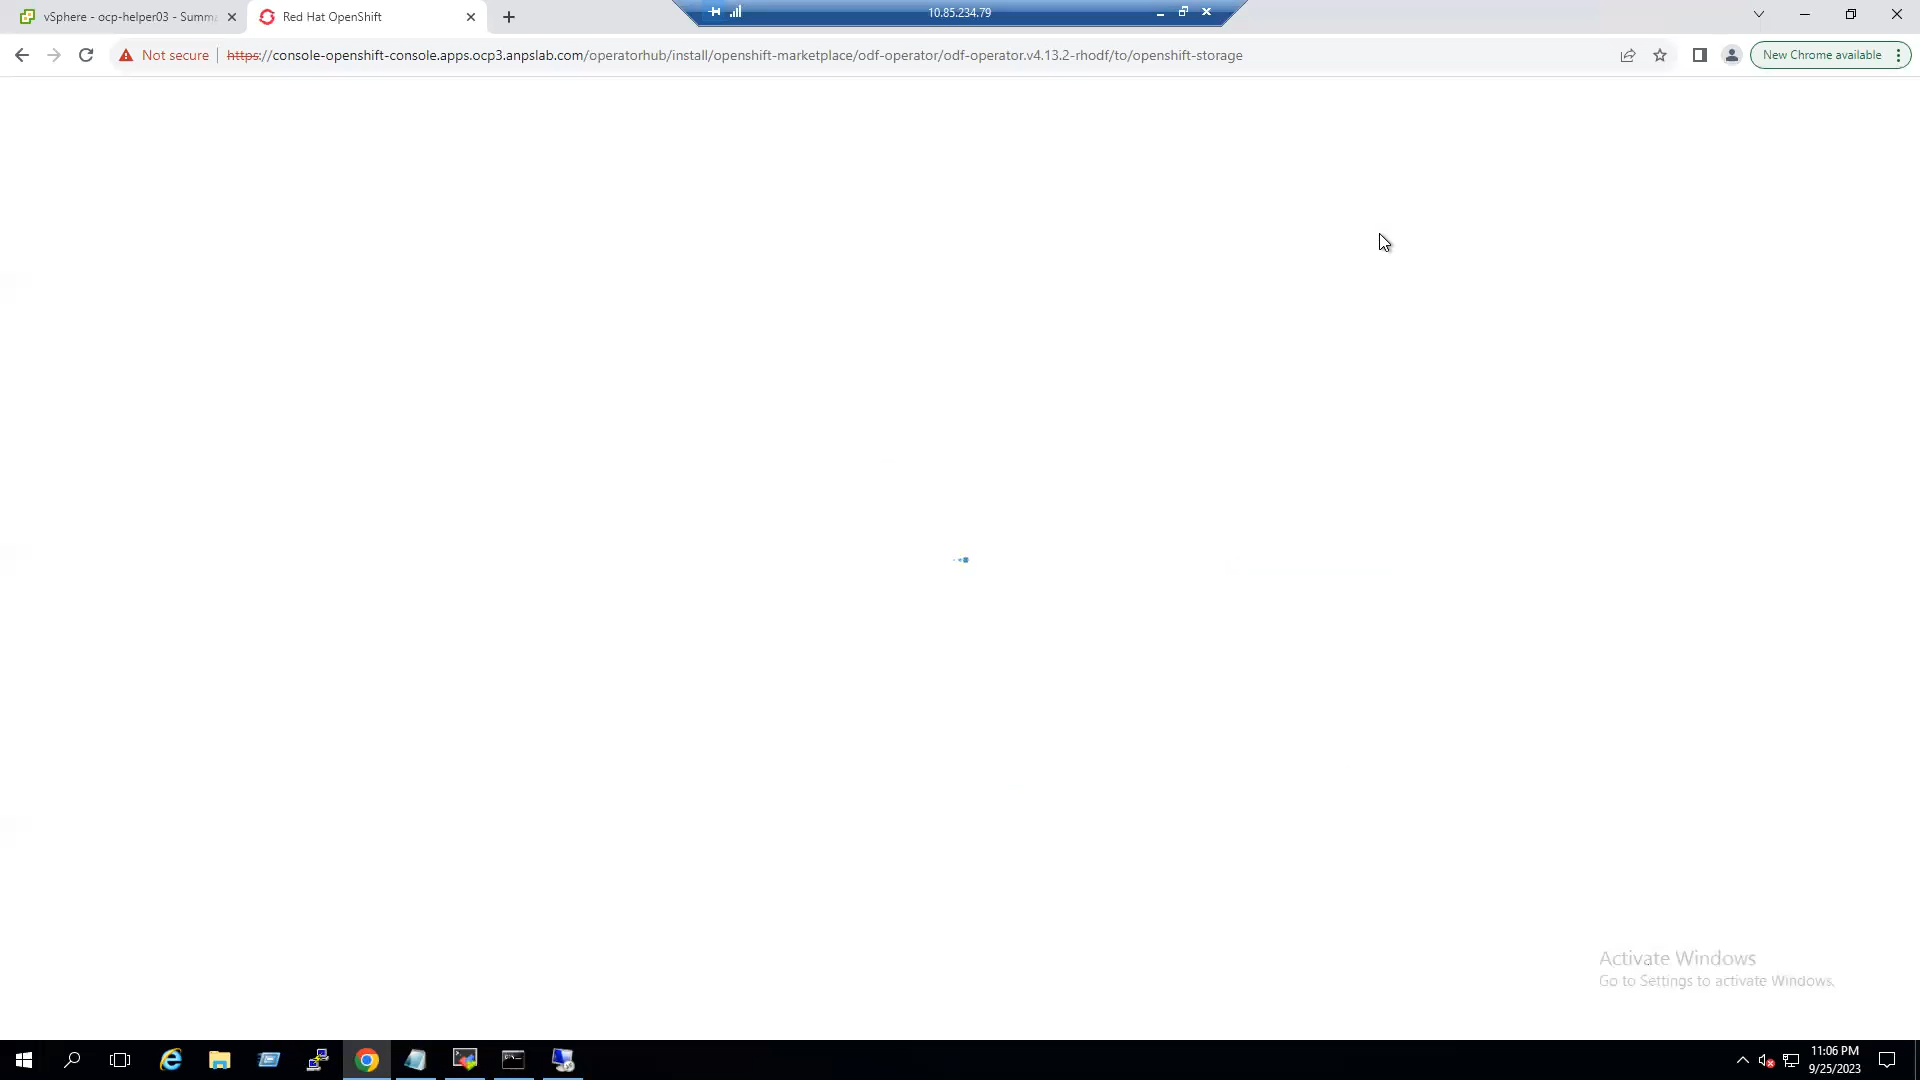 vSphere - ocp-helper03 - Summa
Red Hat OpenShift
10.85.234.79
Not secure
https://console-openshift-console.apps.ocp3.anpslab.com/operatorhub/install/openshift-marketplace/odf-operator/odf-operator.v4.13.2-rhodf/to/openshift-storage
New Chrome available
Activate Windows
Go to Settings to activate Windows.
11:06 PM
9/25/2023